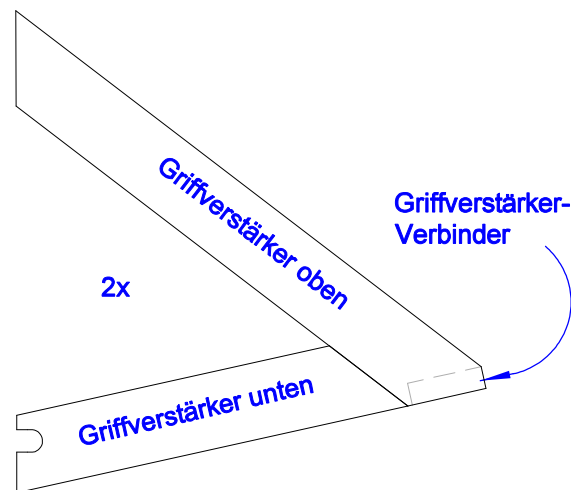 Griffverstärker oben
Griffverstärker-
Verbinder
2x
Griffverstärker unten